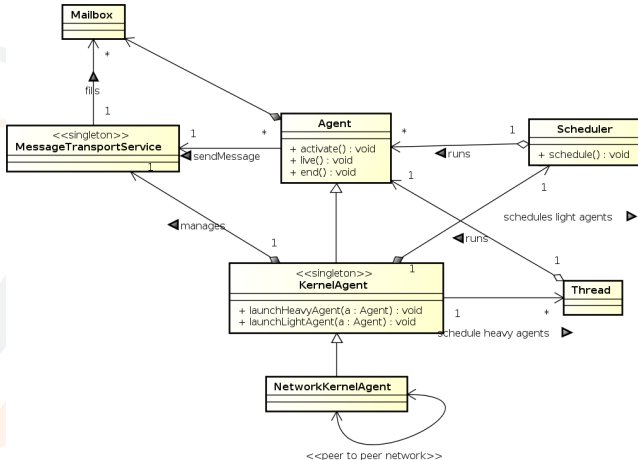 Mailbox
*
fills
1
<<singleton>>
MessageTransportService
1
1
sendMessage
*
Agent
+ activate() : void
+ live() : void
+ end() : void
*
1
runs
Scheduler
+ schedule() : void
1
1
schedules light agents
manages
1
runs
1
1
<<singleton>>
KernelAgent
+ launchHeavyAgent(a : Agent) : void
+ launchLightAgent(a : Agent) : void
Thread
1
*
schedule heavy agents
NetworkKernelAgent
<<peer to peer network>>